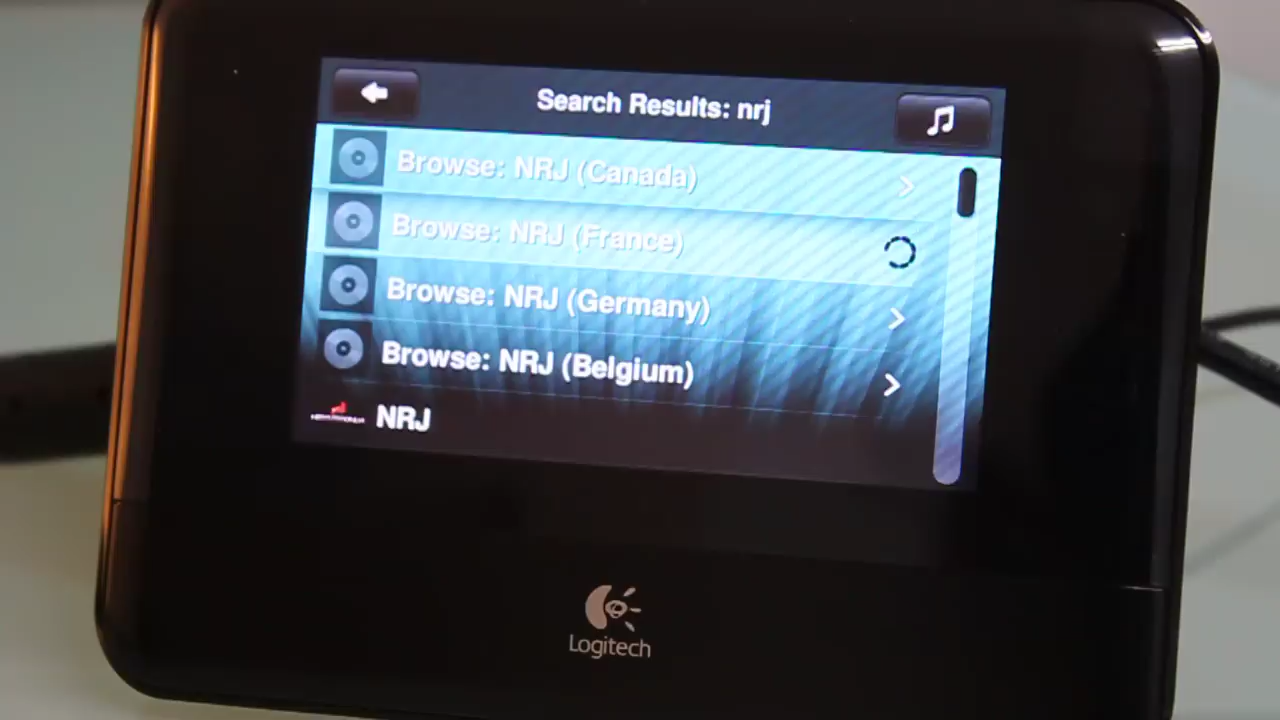 Search Results: nrj
Browse: NRJ (Canada)
Browse: NRJ (France)
Browse: NRJ (Germany)
Browse: NRJ (Belgium)
NRJ
Logitech